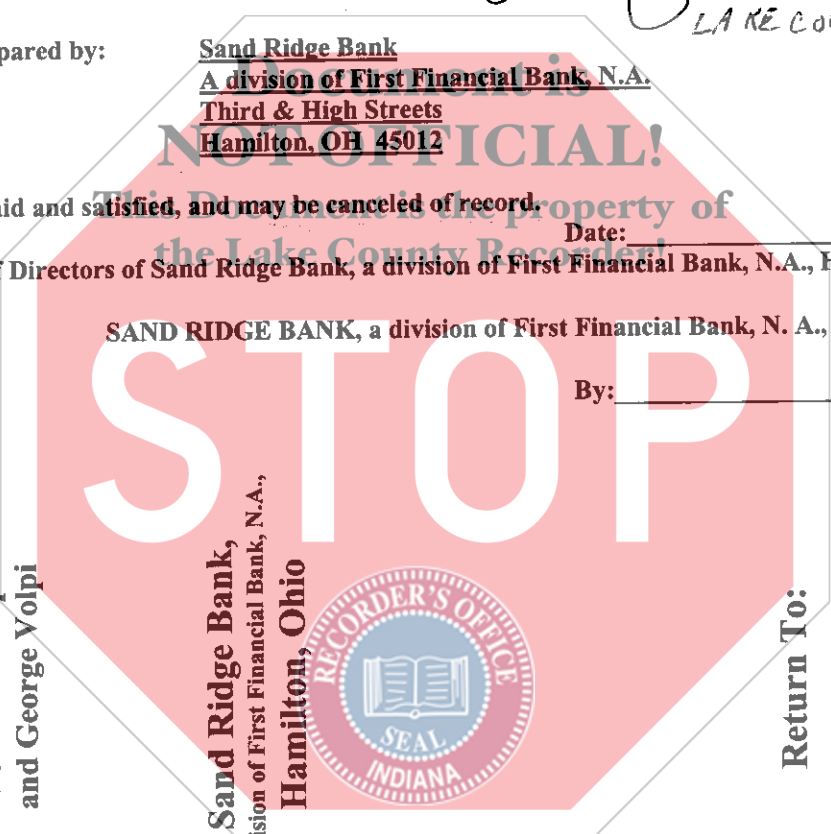 LAKE COU
pared by:
Sand Ridge Bank
A division of First Financial Bank, N.A.
Third & High Streets
Hamilton, OH 45012
Document is
NOT OFFICIAL!
This Document is the property of
the Lake County Recorder!
id and satisfied, and may be canceled of record.
Date:
f Directors of Sand Ridge Bank, a division of First Financial Bank, N.A., H
SAND RIDGE BANK, a division of First Financial Bank, N. A.,
By:
STOP
and George Volpi
Sand Ridge Bank,
ision of First Financial Bank, N.A.,
Hamilton, Ohio
RECORDER'S OFFICE
SEAL
INDIANA
Return To: